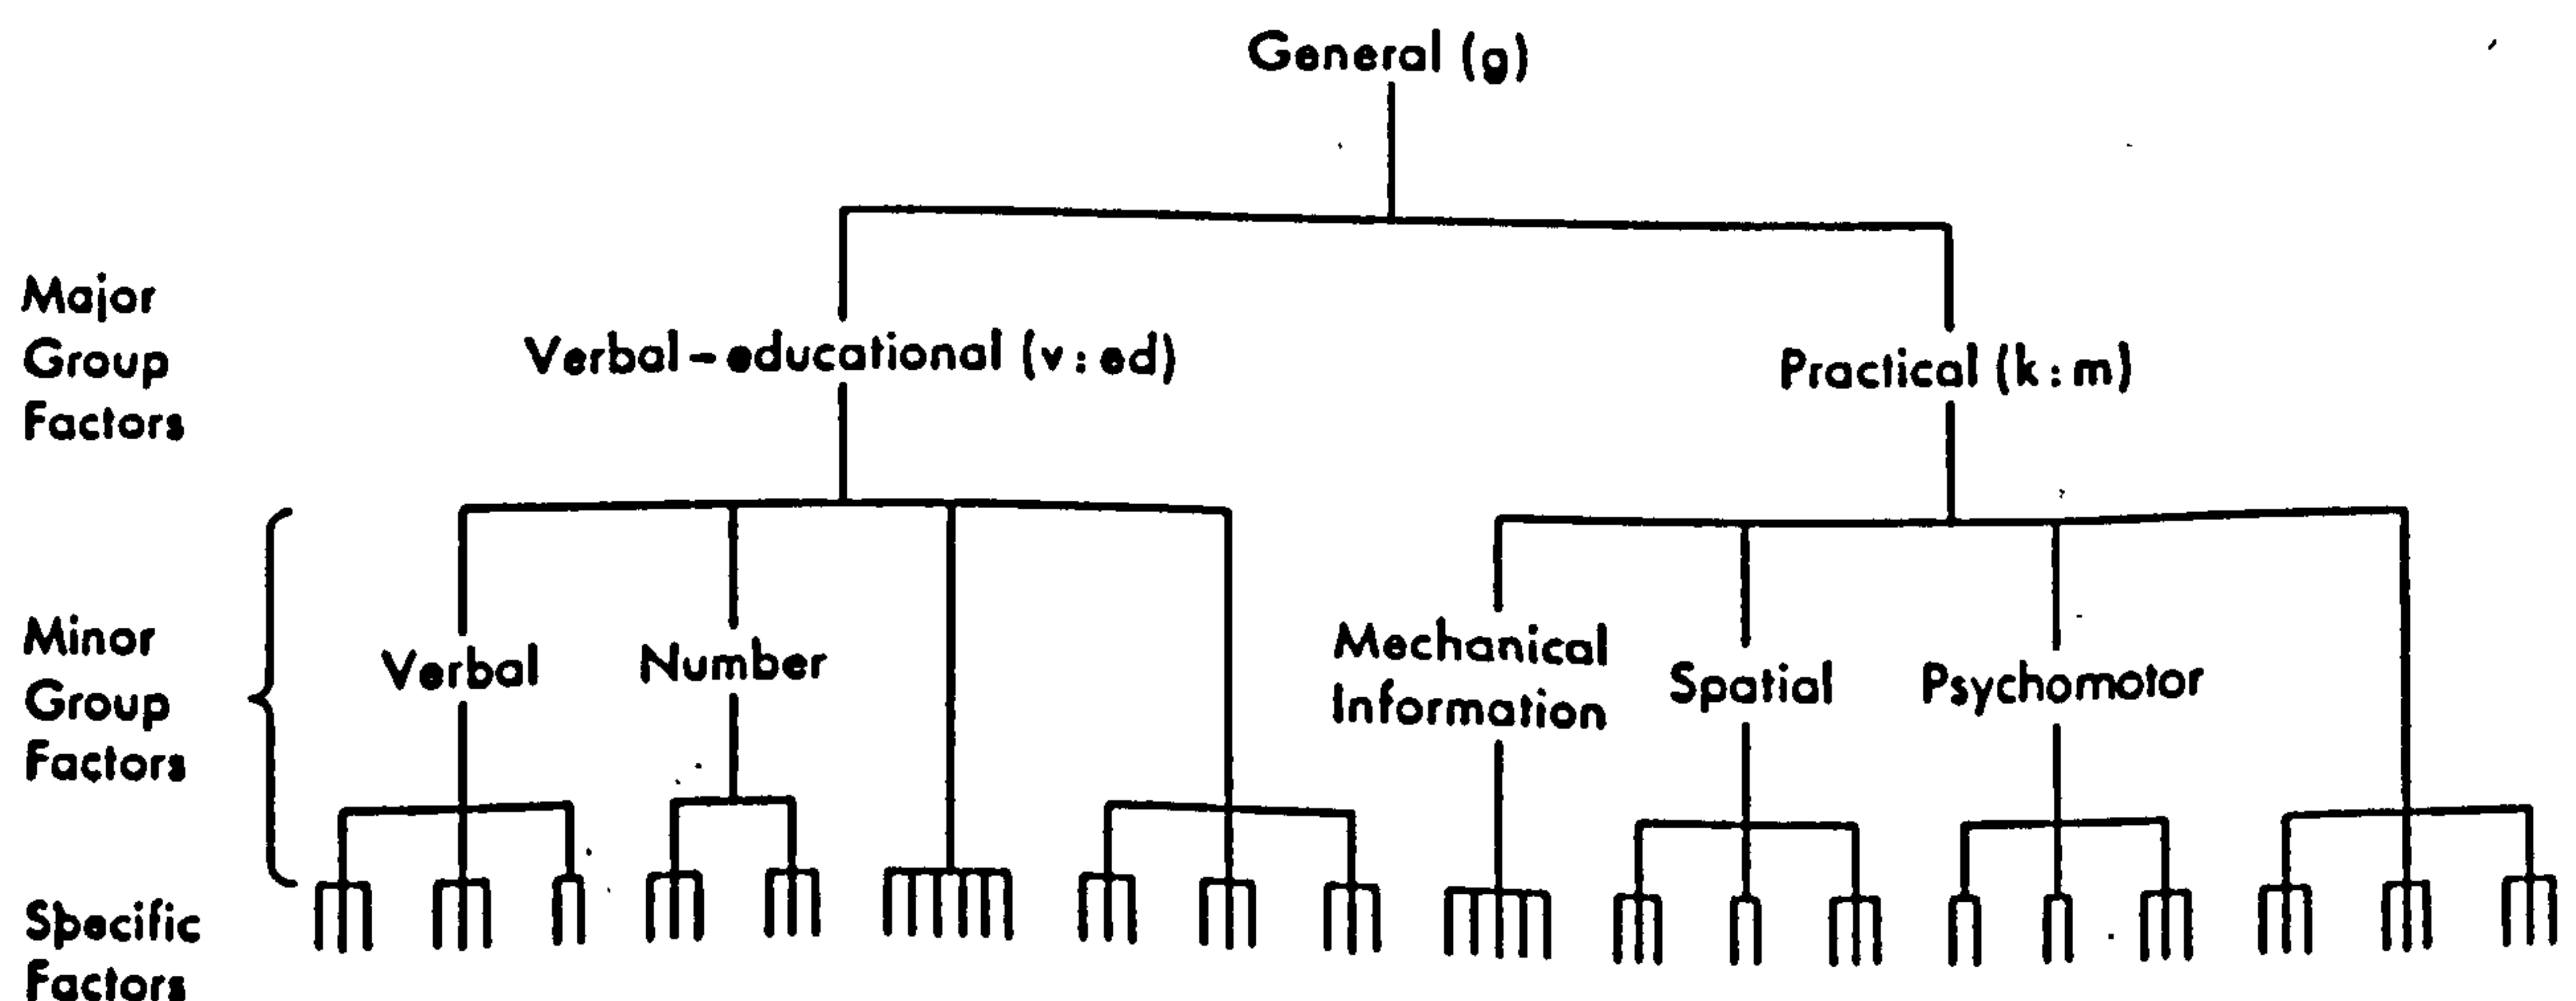 General (g)
Major
Group
Factors
Verbal-educational (v:ed)
Practical (k:m)
Minor
Group
Factors
Verbal
Number
Mechanical
Information
Spatial
Psychomotor
Specific
Factors